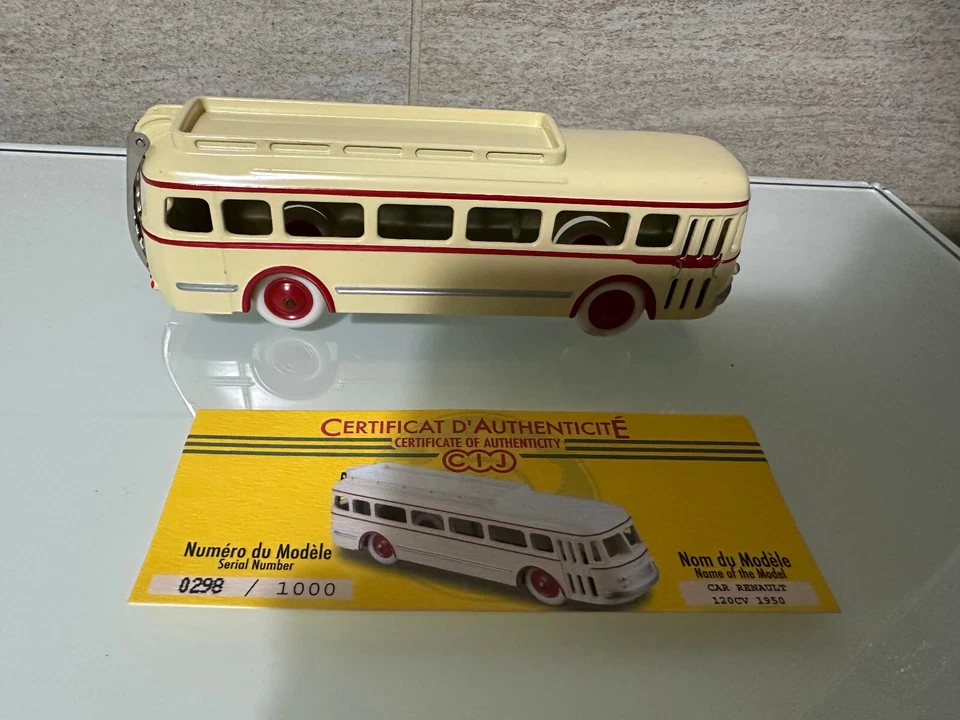 CERTIFICAT D'AUTHENTICITÉ
CERTIFICATE OF AUTHENTICITY
CIJ
Numéro du Modèle
Serial Number
0298 / 1000
Nom du Modèle
Name of the Model
CAR RENAULT
120CV 1950